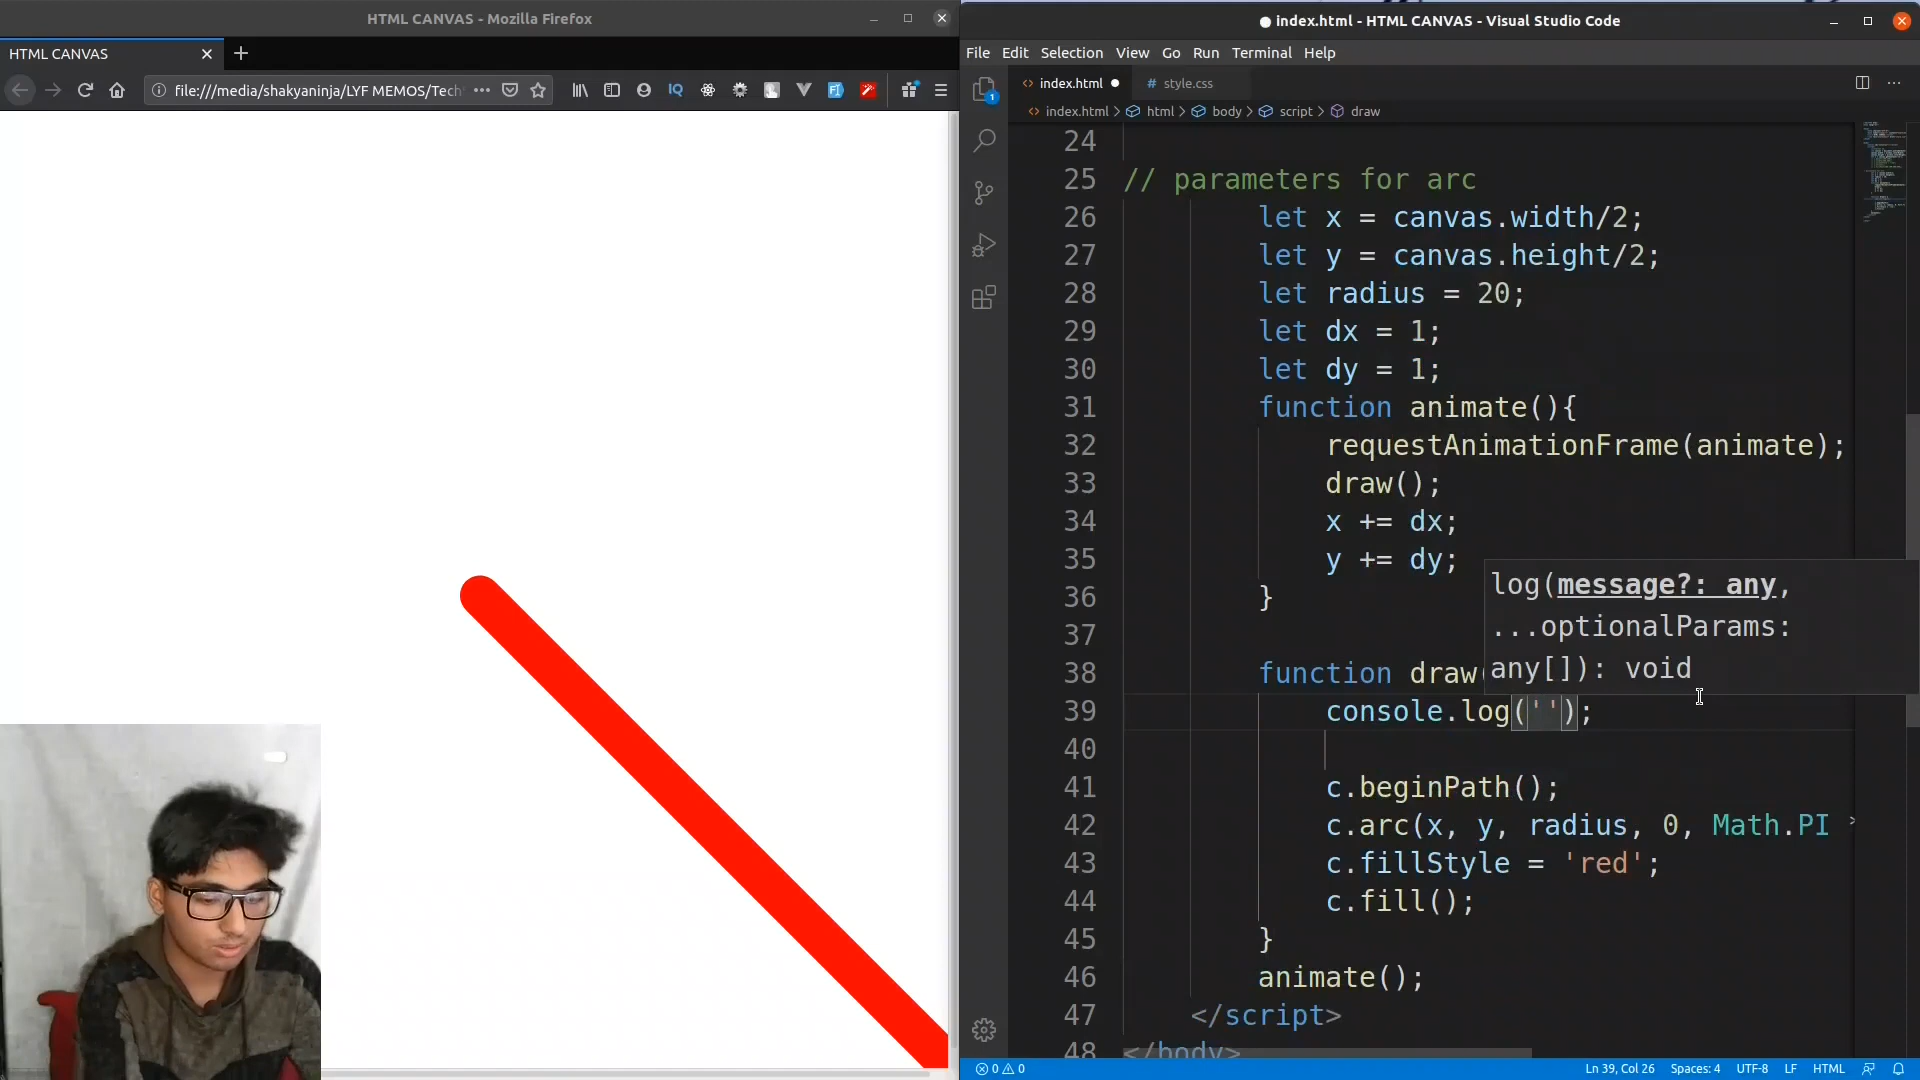 HTML CANVAS - Mozilla Firefox
HTML CANVAS
file:///media/shakyaninja/LYF MEMOS/Tech
IQ
index.html - HTML CANVAS - Visual Studio Code
File Edit Selection View Go Run Terminal Help
index.html
# style.css
index.html > html > body > script > draw
1
24
25 // parameters for arc
26 let x = canvas.width/2;
27 let y = canvas.height/2;
28 let radius = 20;
29 let dx = 1;
30 let dy = 1;
31 function animate(){
32 requestAnimationFrame(animate);
33 draw();
34 x += dx;
35 y += dy;
36 }
37
38 function draw
39 console.log('');
40
41 c.beginPath();
42 c.arc(x, y, radius, 0, Math.PI
43 c.fillStyle = 'red';
44 c.fill();
45 }
46 animate();
47 </script>
48 </body>
log(message?: any,
...optionalParams:
any[]): void
0 0
Ln 39, Col 26 Spaces: 4 UTF-8 LF HTML